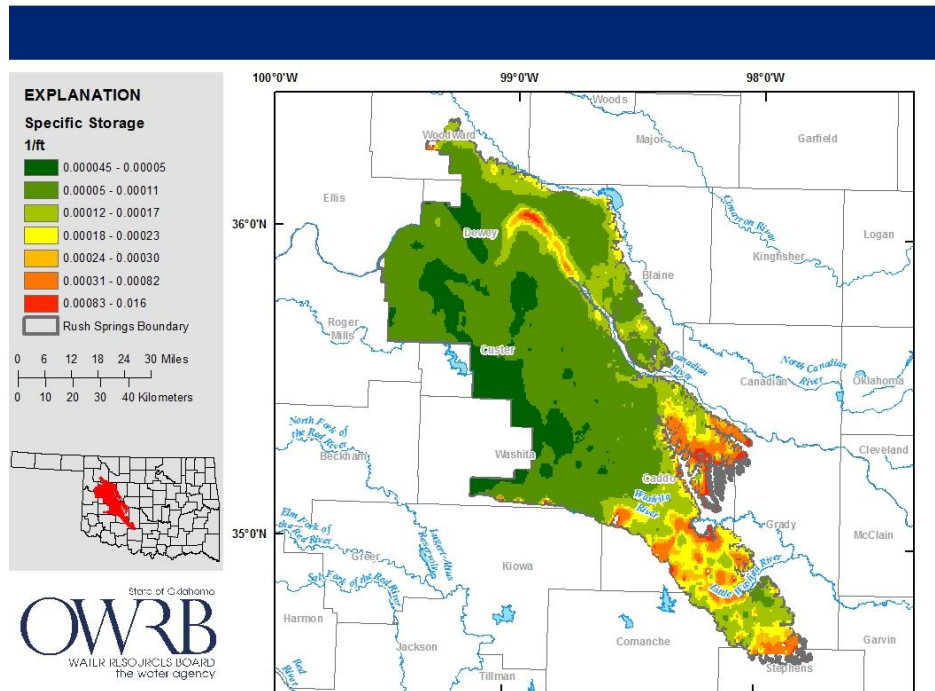 EXPLANATION
Specific Storage
1/ft
0.000045 - 0.00005
0.00005 - 0.00011
0.00012 - 0.00017
0.00018 - 0.00023
0.00024 - 0.00030
0.00031 - 0.00082
0.00083 - 0.016
Rush Springs Boundary
0 6 12 18 24 30 Miles
0 10 20 30 40 Kilometers
State of Oklahoma
OWRB
WATER RESOURCES BOARD
the water agency
100°0'W 99°0'W 98°0'W
36°0'N
35°0'N
Woods
Woodward
Major
Garfield
Ellis
Cimarron River
Dewey
Logan
Kingfisher
Blaine
Roger
Mills
Custer
Canadian
River
Canadian
North Canadian
River
Oklahoma
North Fork of
the Red River
Beckham
Washita
Cleveland
Caddo
Washita
River
Grady
McClain
Elm Fork of
the Red River
Greer
Kiowa
Salt Fork of the Red River
Little Washita River
Harmon
Jackson
Comanche
Garvin
Stephens
Tillman
Red
River